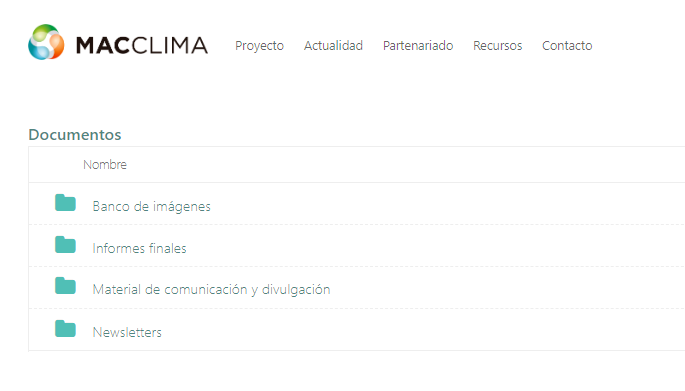 MACCLIMA Proyecto Actualidad Partenariado Recursos Contacto
Documentos
Nombre
Banco de imágenes
Informes finales
Material de comunicación y divulgación
Newsletters